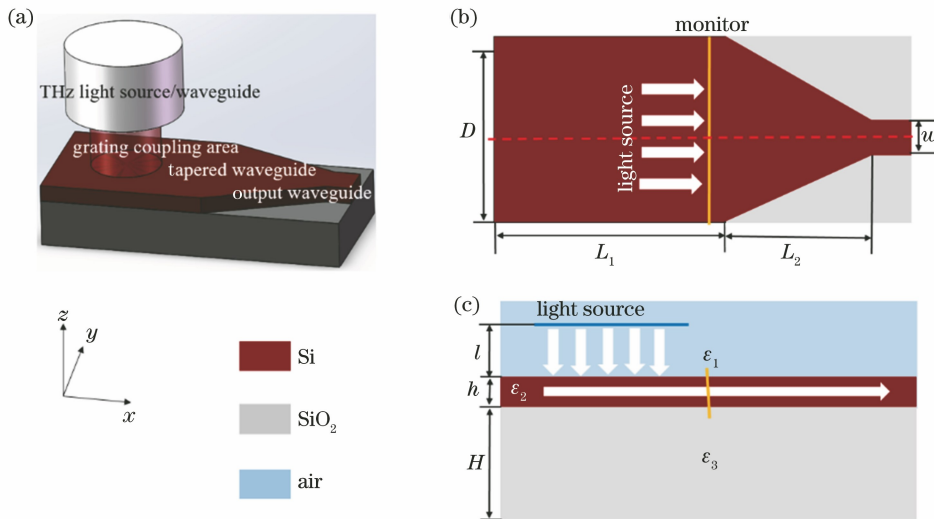 (a)
THz light source/waveguide
grating coupling area
tapered waveguide
output waveguide
z
y
x
Si
SiO₂
air
(b)
monitor
D
light source
w
L₁
L₂
(c)
light source
l
ε₁
h
ε₂
H
ε₃